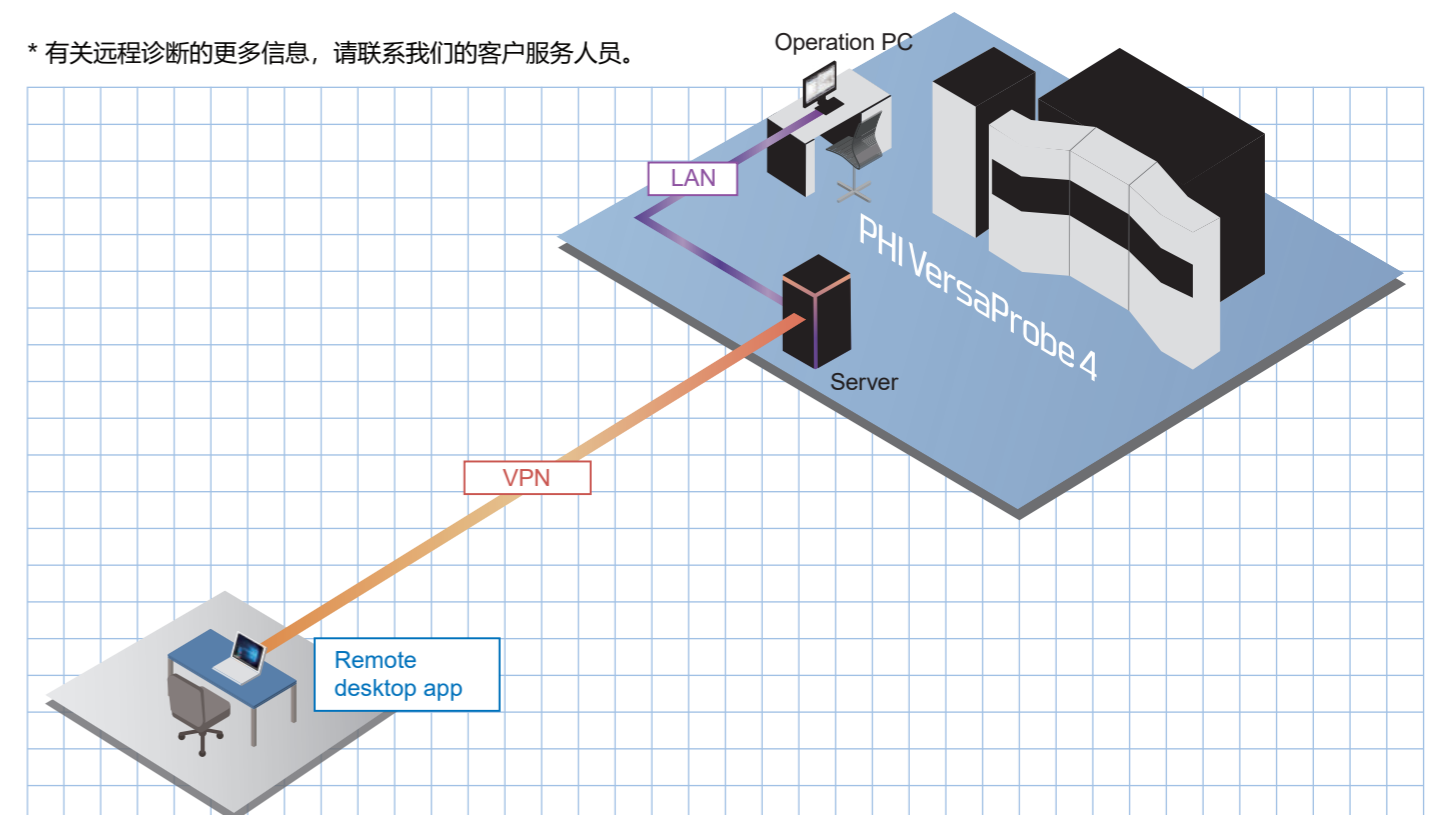 * 有关远程诊断的更多信息，请联系我们的客户服务人员。
Operation PC
LAN
PHI VersaProbe 4
Server
VPN
Remote
desktop app